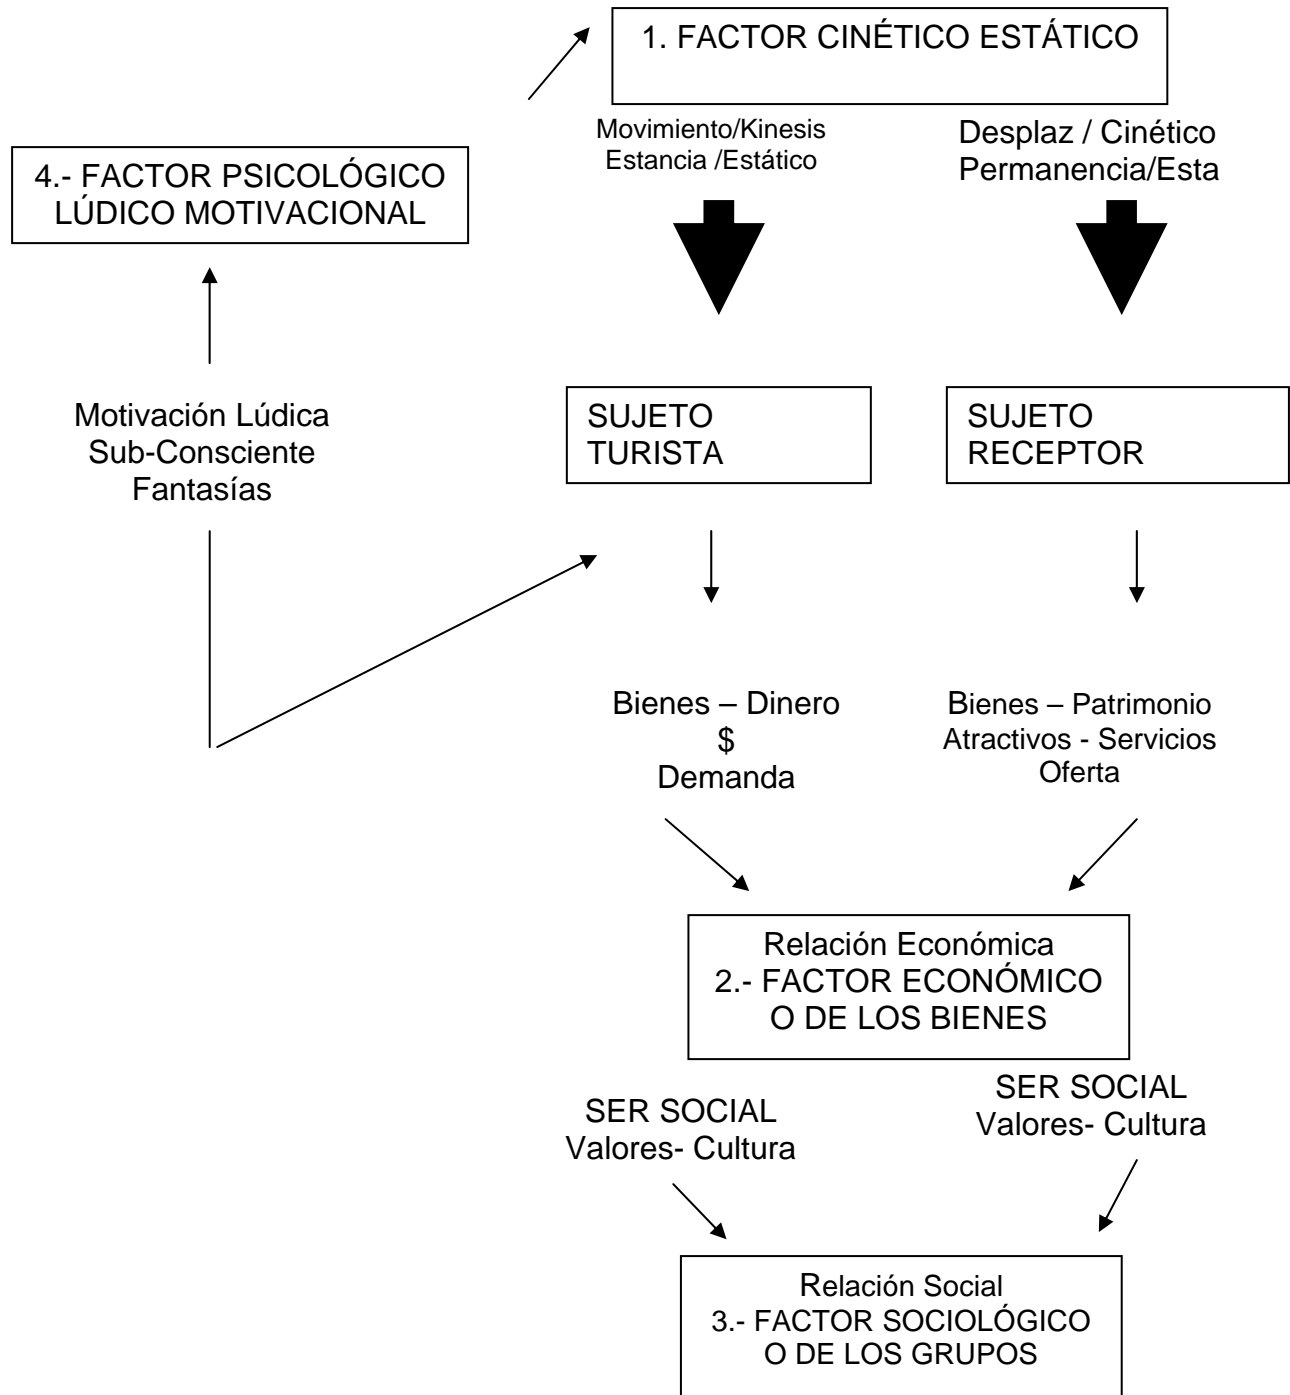 1. FACTOR CINÉTICO ESTÁTICO
Movimiento/Kinesis
Estancia /Estático
Desplaz / Cinético
Permanencia/Esta
4.- FACTOR PSICOLÓGICO
LÚDICO MOTIVACIONAL
Motivación Lúdica
Sub-Consciente
Fantasías
SUJETO
TURISTA
SUJETO
RECEPTOR
Bienes – Dinero
$
Demanda
Bienes – Patrimonio
Atractivos - Servicios
Oferta
Relación Económica
2.- FACTOR ECONÓMICO
O DE LOS BIENES
SER SOCIAL
Valores- Cultura
SER SOCIAL
Valores- Cultura
Relación Social
3.- FACTOR SOCIOLÓGICO
O DE LOS GRUPOS